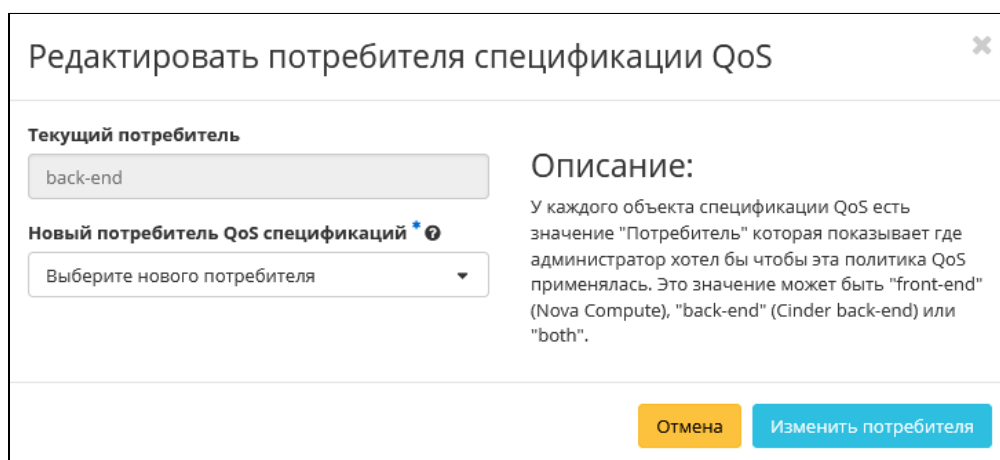 Редактировать потребителя спецификации QoS
×
Текущий потребитель
back-end
Новый потребитель QoS спецификаций *
Выберите нового потребителя
Описание:
У каждого объекта спецификации QoS есть
значение "Потребитель" которая показывает где
администратор хотел бы чтобы эта политика QoS
применялась. Это значение может быть "front-end"
(Nova Compute), "back-end" (Cinder back-end) или
"both".
Отмена
Изменить потребителя